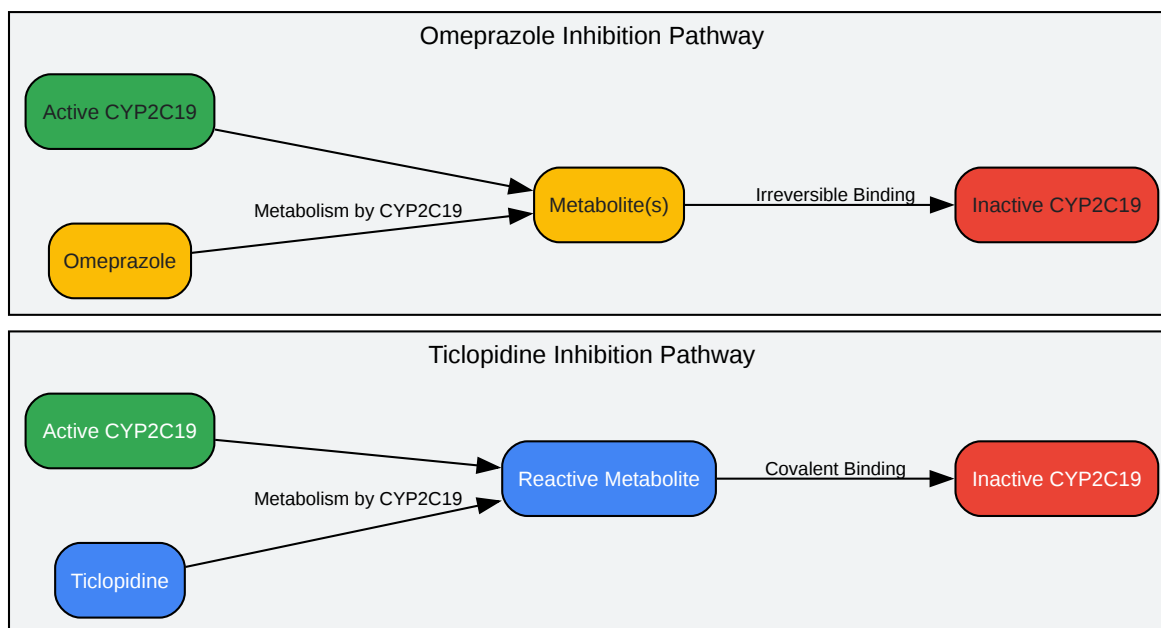 Omeprazole Inhibition Pathway
Active CYP2C19
Metabolism by CYP2C19
Omeprazole
Metabolite(s)
Irreversible Binding
Inactive CYP2C19
Ticlopidine Inhibition Pathway
Active CYP2C19
Metabolism by CYP2C19
Ticlopidine
Reactive Metabolite
Covalent Binding
Inactive CYP2C19